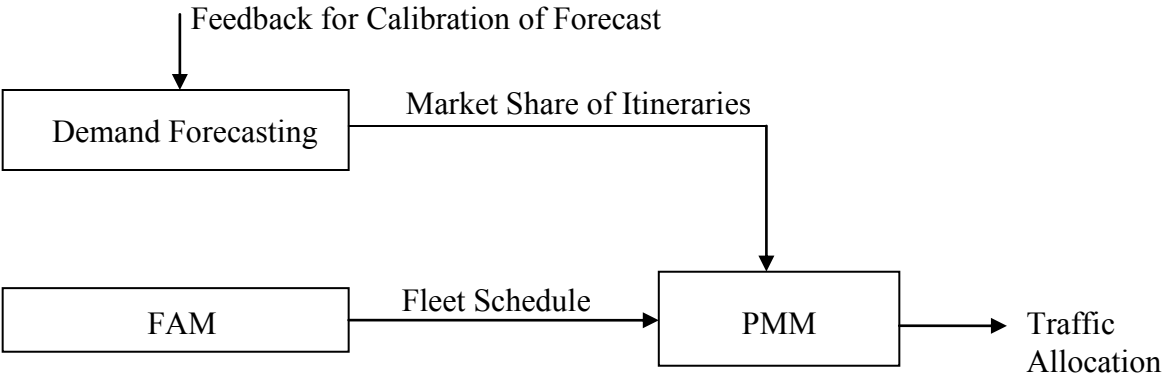 Feedback for Calibration of Forecast
Market Share of Itineraries
Demand Forecasting
Fleet Schedule
FAM
PMM
Traffic
Allocation